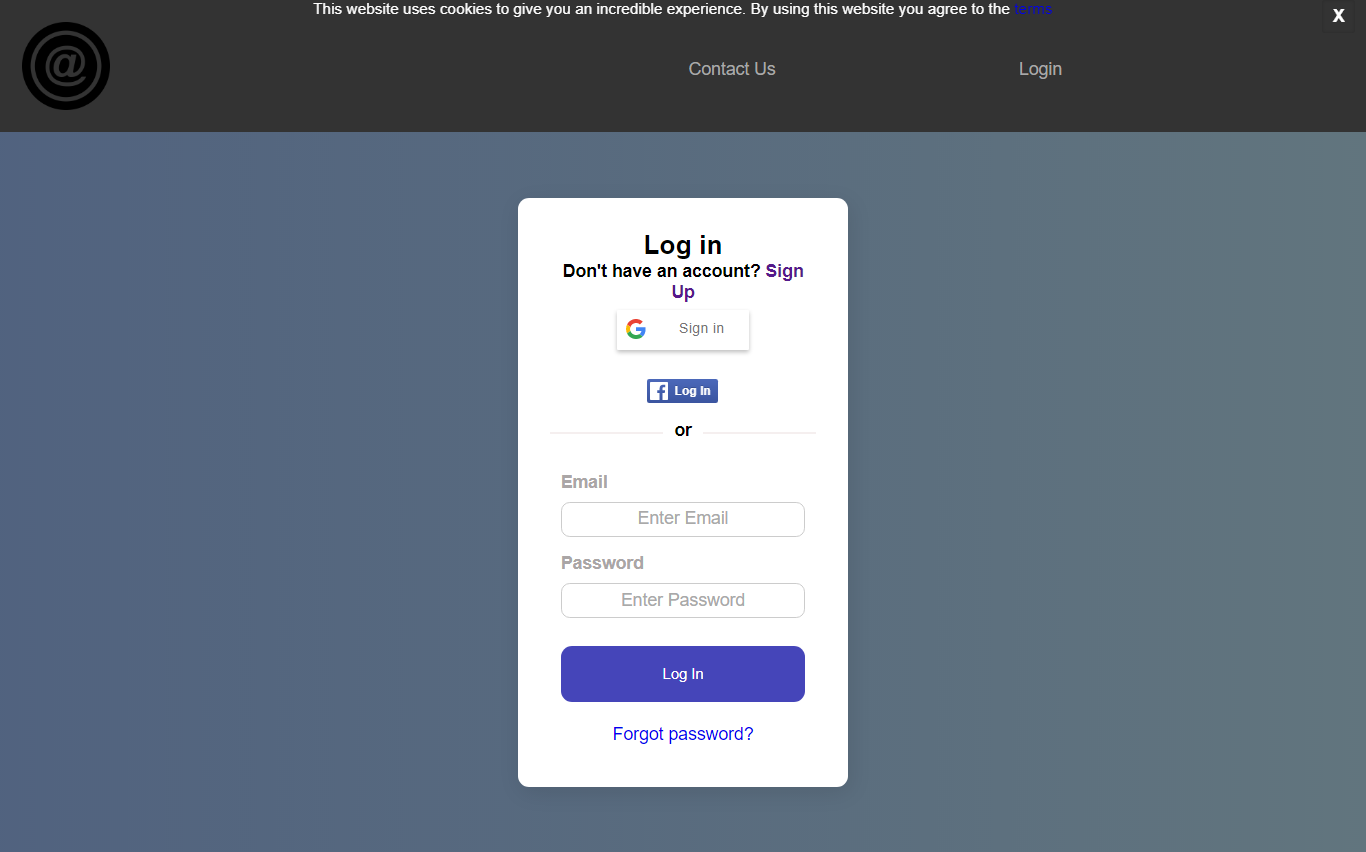 This website uses cookies to give you an incredible experience. By using this website you agree to the terms
X
@
Contact Us
Login
Log in
Don't have an account? Sign
Up
Sign in
Log In
or
Email
Enter Email
Password
Enter Password
Log In
Forgot password?